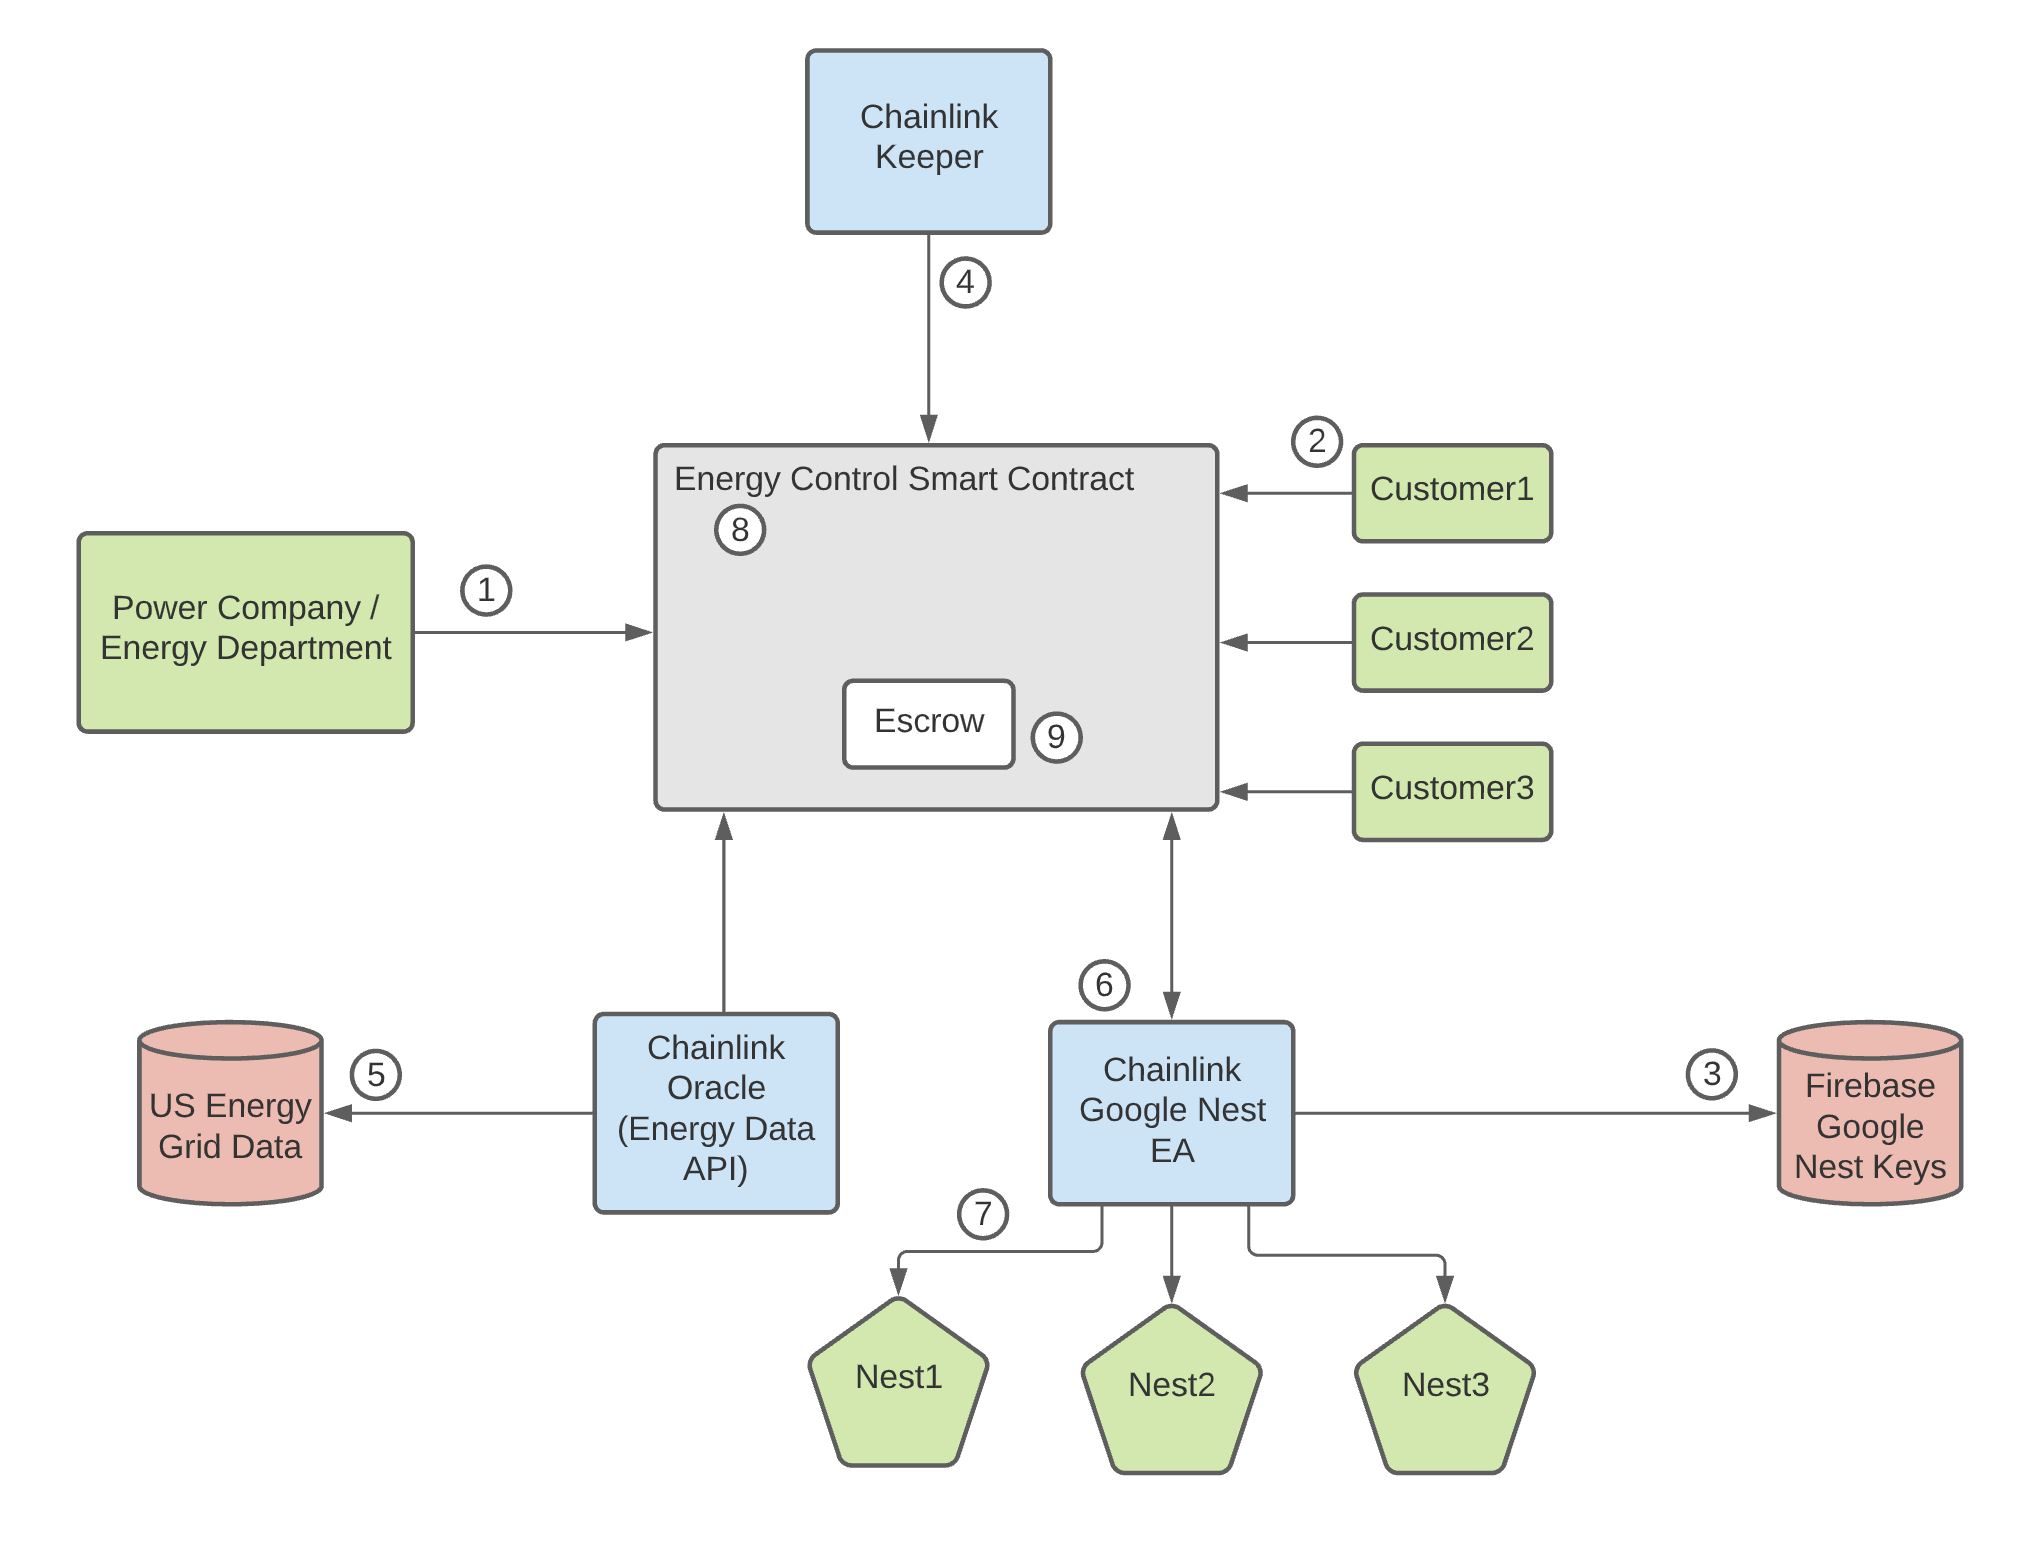 Chainlink
Keeper
4
Energy Control Smart Contract
8
Escrow
9
2
Customer1
Customer2
Customer3
1
Power Company /
Energy Department
5
US Energy
Grid Data
Chainlink
Oracle
(Energy Data
API)
6
Chainlink
Google Nest
EA
3
Firebase
Google
Nest Keys
7
Nest1
Nest2
Nest3